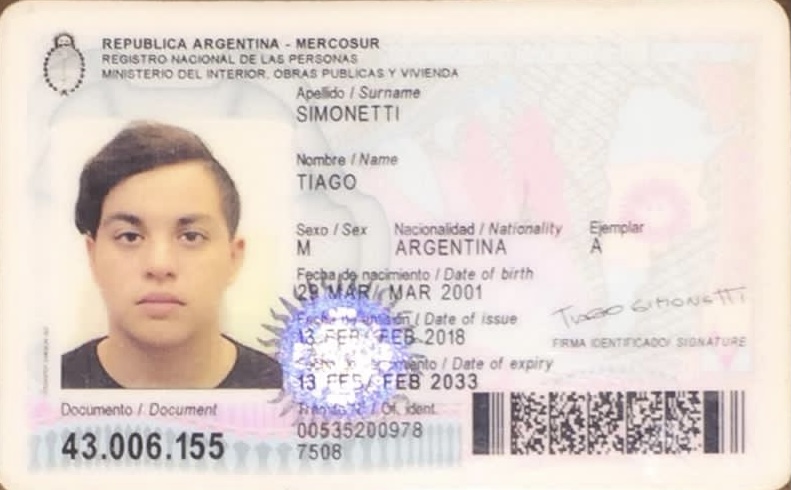 REPUBLICA ARGENTINA - MERCOSUR
REGISTRO NACIONAL DE LAS PERSONAS
MINISTERIO DEL INTERIOR, OBRAS PUBLICAS Y VIVIENDA
Apellido / Surname
SIMONETTI
Nombre / Name
TIAGO
Sexo / Sex Nacionalidad / Nationality Ejemplar
M ARGENTINA A
Fecha de nacimiento / Date of birth
29 MAR/ MAR 2001
Fecha de emisión / Date of issue
13 FEB/ FEB 2018
TIAGO SIMONETTI
FIRMA IDENTIFICADO/ SIGNATURE
Fecha de vencimiento / Date of expiry
13 FEB/ FEB 2033
Documento / Document
43.006.155
Of. ident.
00535200978
7508